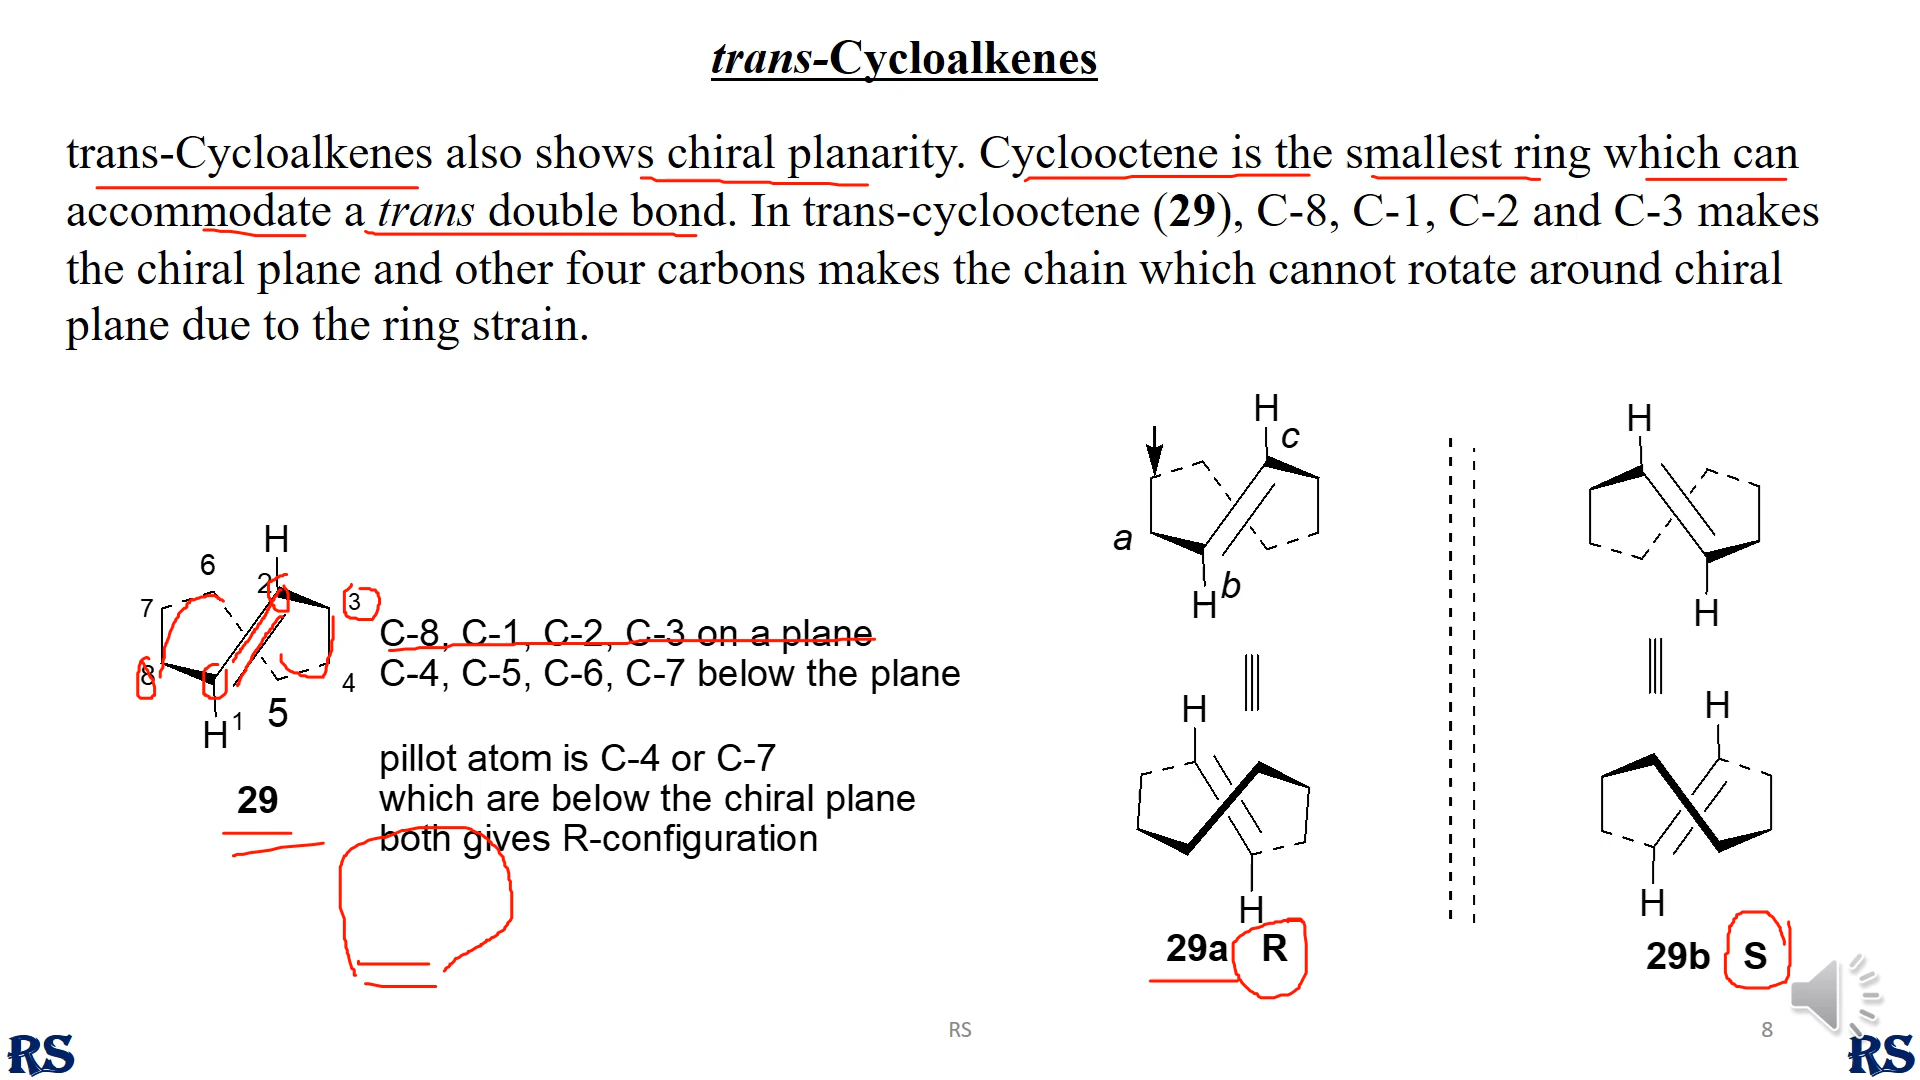 trans-Cycloalkenes
trans-Cycloalkenes also shows chiral planarity. Cyclooctene is the smallest ring which can
accommodate a trans double bond. In trans-cyclooctene (29), C-8, C-1, C-2 and C-3 makes
the chiral plane and other four carbons makes the chain which cannot rotate around chiral
plane due to the ring strain.
H
6
2
7
3
8
4
1
5
H
29
C-8, C-1, C-2, C-3 on a plane
C-4, C-5, C-6, C-7 below the plane
pillot atom is C-4 or C-7
which are below the chiral plane
both gives R-configuration
H
c
a
b
H
H
H
29a R
H
H
H
H
29b S
RS
8
RS
RS